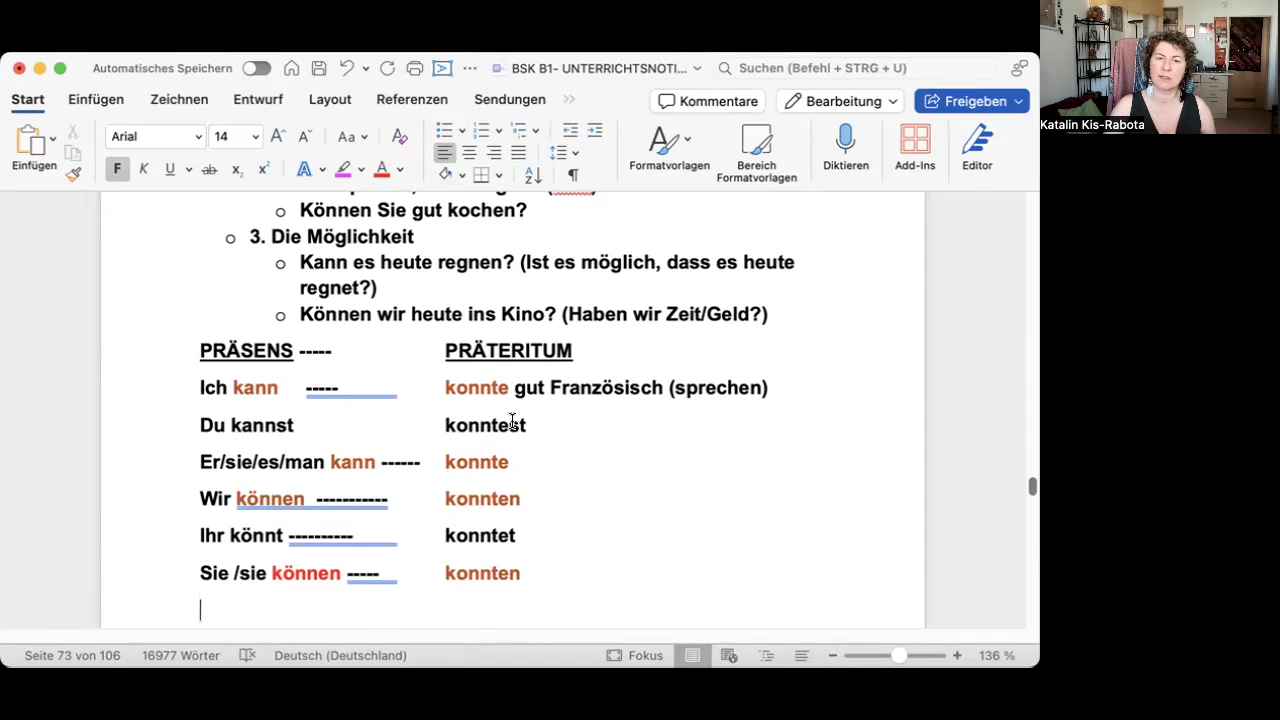 Automatisches Speichern
BSK B1- UNTERRICHTSNOTI...
Suchen (Befehl + STRG + U)
Start Einfügen Zeichnen Entwurf Layout Referenzen Sendungen
Kommentare Bearbeitung Freigeben
Einfügen
Arial 14
Formatvorlagen
Bereich
Formatvorlagen
Diktieren
Add-Ins
Editor
Katalin Kis-Rabota
Können Sie gut kochen?
3. Die Möglichkeit
Kann es heute regnen? (Ist es möglich, dass es heute
regnet?)
Können wir heute ins Kino? (Haben wir Zeit/Geld?)
PRÄSENS ----- PRÄTERITUM
Ich kann ----- konnte gut Französisch (sprechen)
Du kannst konntest
Er/sie/es/man kann ------ konnte
Wir können ----------- konnten
Ihr könnt ---------- konntet
Sie /sie können ----- konnten
Seite 73 von 106 16977 Wörter Deutsch (Deutschland) Fokus 136 %